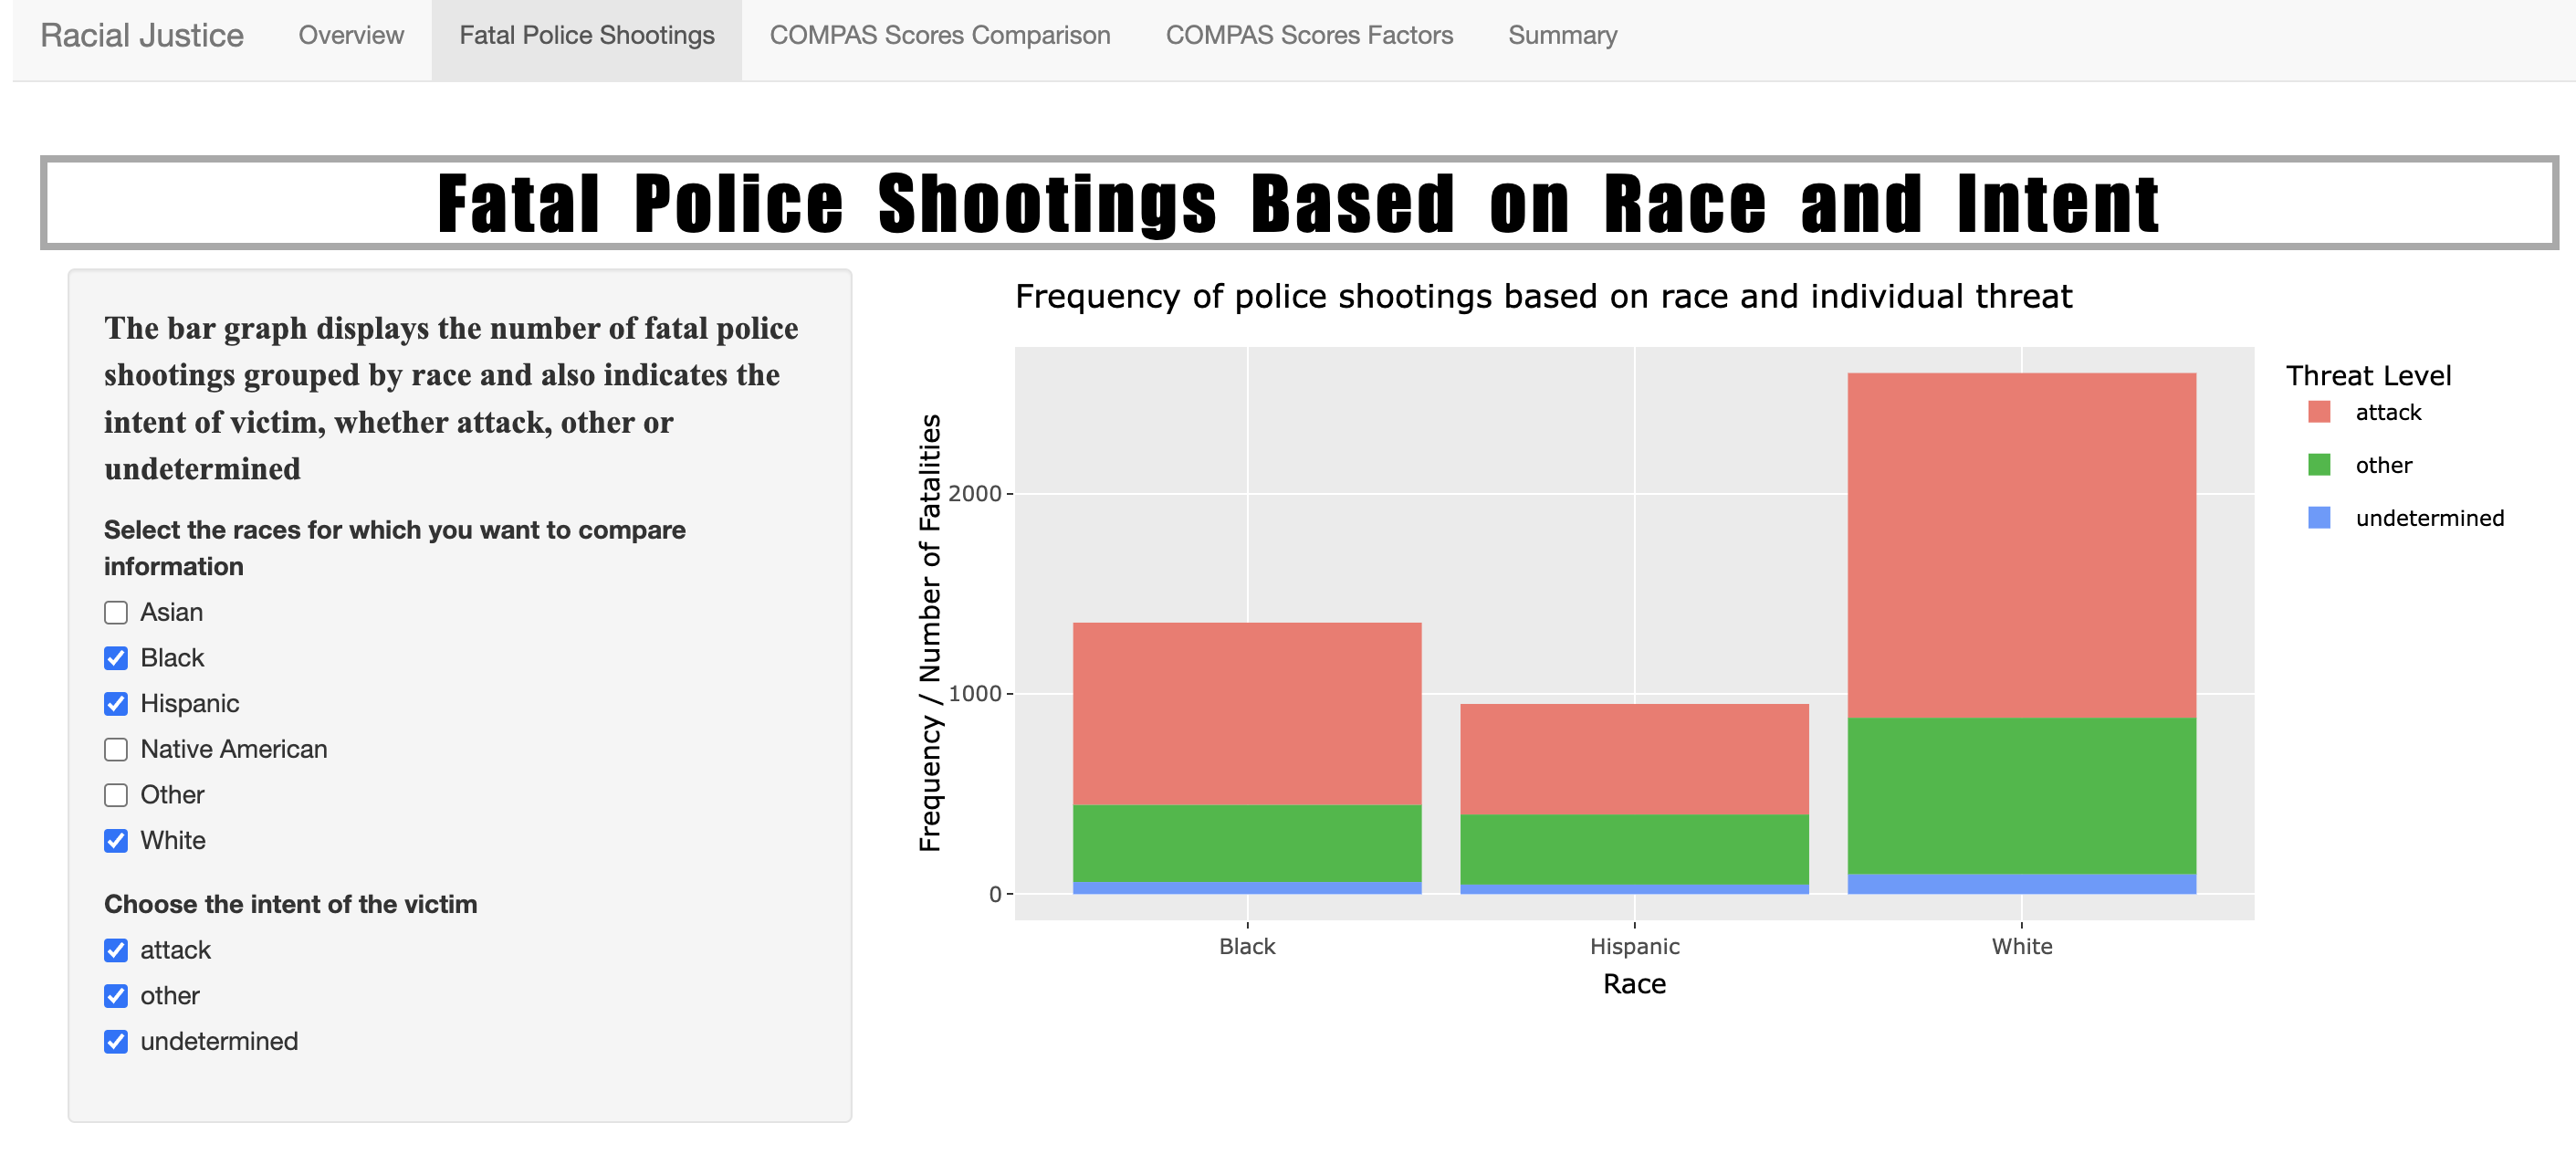 Racial Justice Overview Fatal Police Shootings COMPAS Scores Comparison COMPAS Scores Factors Summary
Fatal Police Shootings Based on Race and Intent
The bar graph displays the number of fatal police
shootings grouped by race and also indicates the
intent of victim, whether attack, other or
undetermined
Select the races for which you want to compare
information
Asian
Black
Hispanic
Native American
Other
White
Choose the intent of the victim
attack
other
undetermined
Frequency of police shootings based on race and individual threat
Frequency / Number of Fatalities
2000
1000
0
Black Hispanic White
Race
Threat Level
attack
other
undetermined